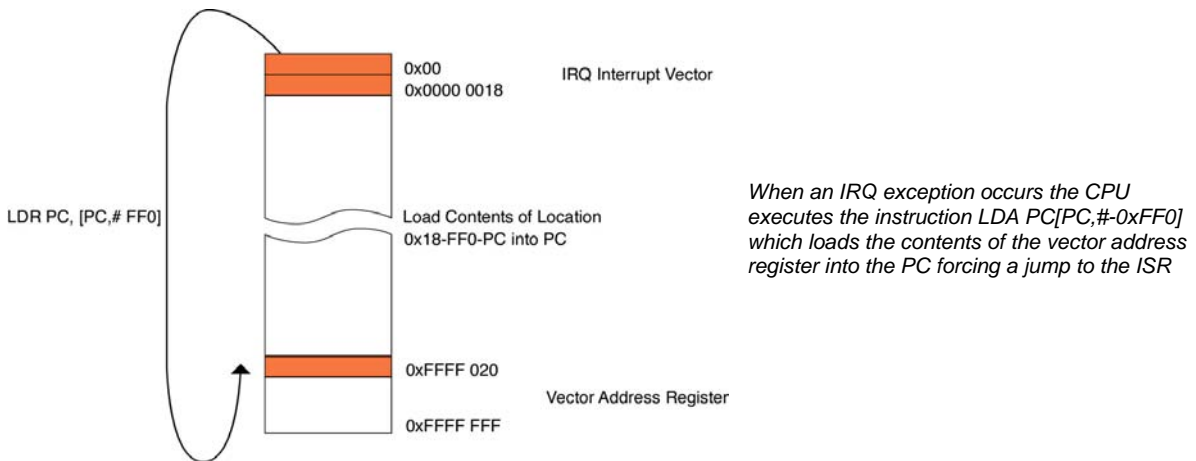 0x00
IRQ Interrupt Vector
0x0000 0018
LDR PC, [PC,# FF0]
Load Contents of Location
0x18-FF0-PC into PC
When an IRQ exception occurs the CPU
executes the instruction LDA PC[PC,#-0xFF0]
which loads the contents of the vector address
register into the PC forcing a jump to the ISR
0xFFFF 020
Vector Address Register
0xFFFF FFF